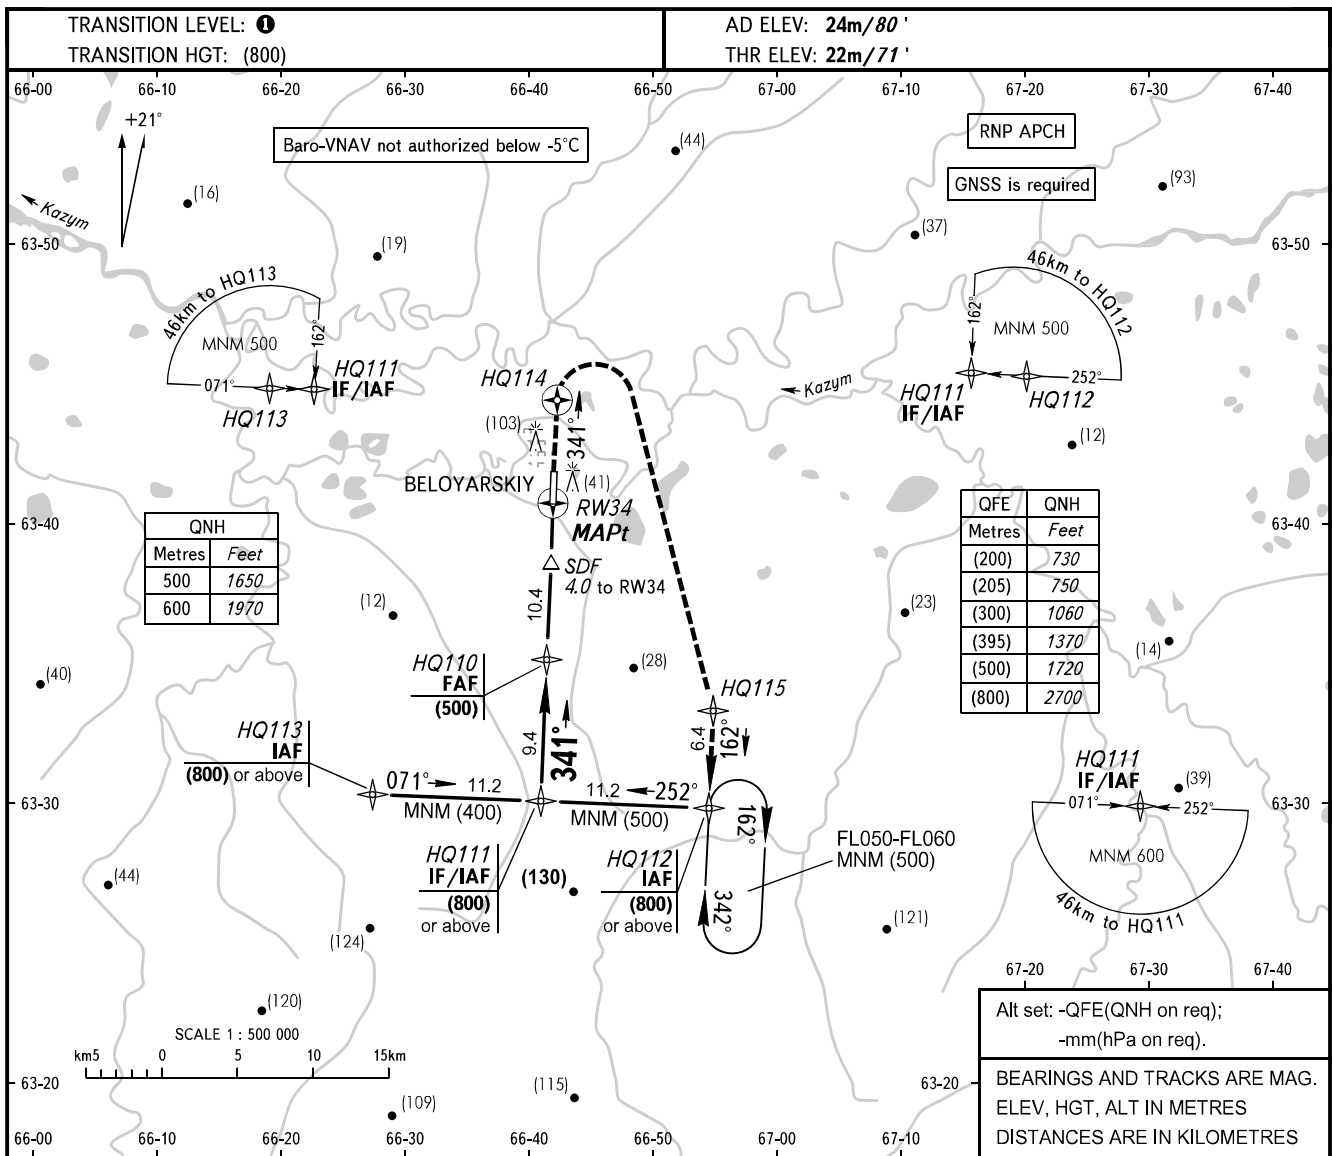 TRANSITION LEVEL: ❶
TRANSITION HGT: (800)
AD ELEV: 24m/80 '
THR ELEV: 22m/71 '
66-00 66-10 66-20 66-30 66-40 66-50 67-00 67-10 67-20 67-30 67-40
+21°
Baro-VNAV not authorized below -5°C
(44)
RNP APCH
GNSS is required
(93)
(16)
Kazym
(19)
(37)
63-50
63-50
46km to HQ113
MNM 500
162°
071°
HQ113
HQ111
IF/IAF
46km to HQ112
MNM 500
162°
252°
HQ111
IF/IAF
HQ112
Kazym
(12)
HQ114
(103)
341°
BELOYARSKIY
(41)
RW34
MAPt
63-40
63-40
QNH
Metres Feet
500 1650
600 1970
QFE QNH
Metres Feet
(200) 730
(205) 750
(300) 1060
(395) 1370
(500) 1720
(800) 2700
SDF
4.0 to RW34
10.4
(12)
(23)
(14)
(40)
(28)
HQ110
FAF
(500)
HQ115
6.4
162°
9.4
341°
HQ113
IAF
(800) or above
071°
11.2
MNM (400)
11.2
252°
MNM (500)
63-30
63-30
HQ111
IF/IAF
(39)
071°
252°
MNM 600
46km to HQ111
162°
342°
FL050-FL060
MNM (500)
HQ111
IF/IAF
(800)
or above
(130)
HQ112
IAF
(800)
or above
(44)
(124)
(121)
(120)
67-20 67-30 67-40
SCALE 1 : 500 000
km5 0 5 10 15km
63-20
63-20
(115)
(109)
66-00 66-10 66-20 66-30 66-40 66-50 67-00 67-10
Alt set: -QFE(QNH on req);
-mm(hPa on req).
BEARINGS AND TRACKS ARE MAG.
ELEV, HGT, ALT IN METRES
DISTANCES ARE IN KILOMETRES